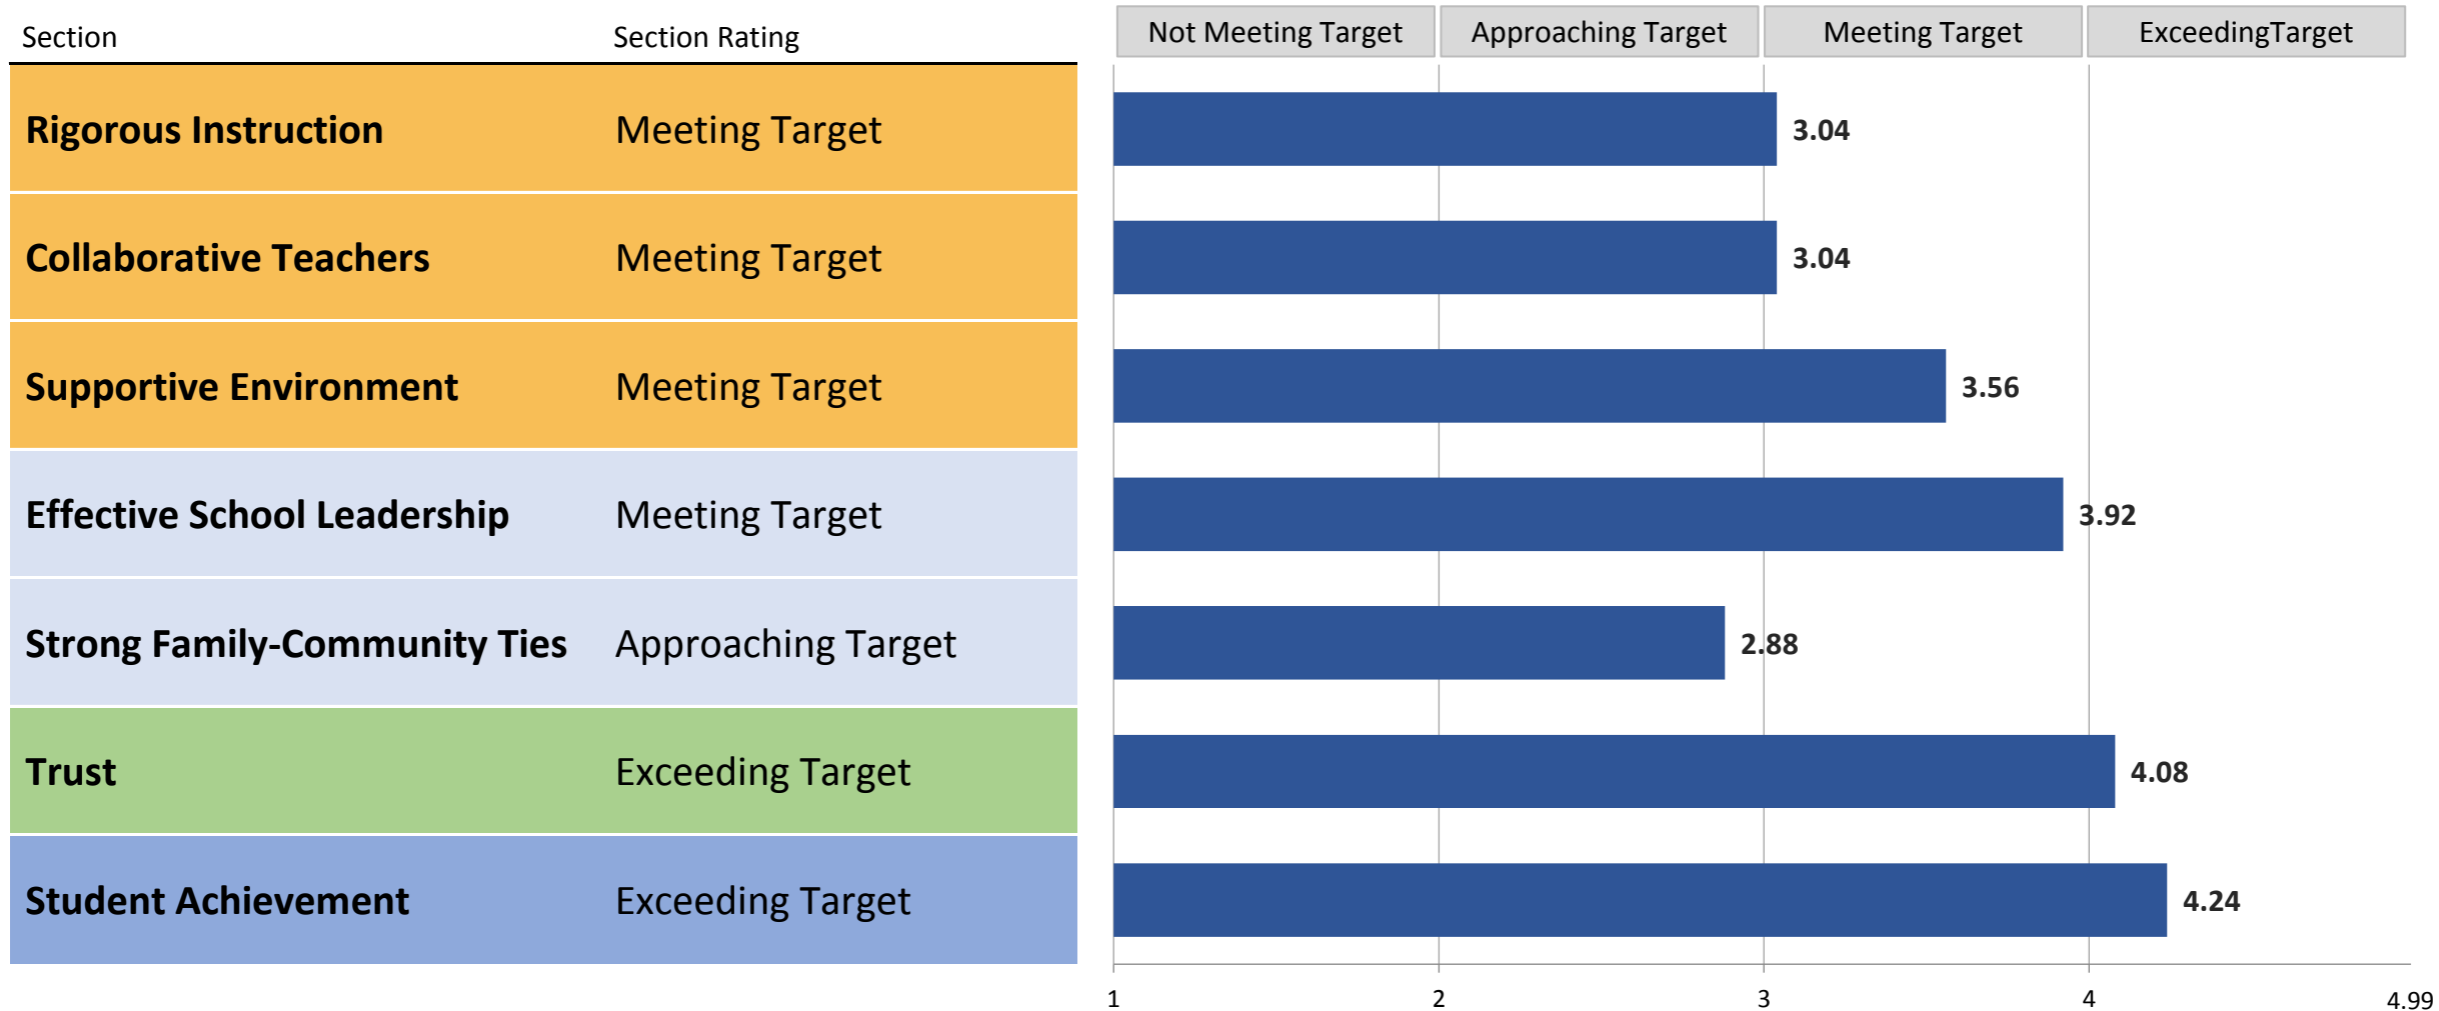 Section Section Rating Not Meeting Target Approaching Target Meeting Target ExceedingTarget
Rigorous Instruction Meeting Target 3.04
Collaborative Teachers Meeting Target 3.04
Supportive Environment Meeting Target 3.56
Effective School Leadership Meeting Target 3.92
Strong Family-Community Ties Approaching Target 2.88
Trust Exceeding Target 4.08
Student Achievement Exceeding Target 4.24
1 2 3 4 4.99